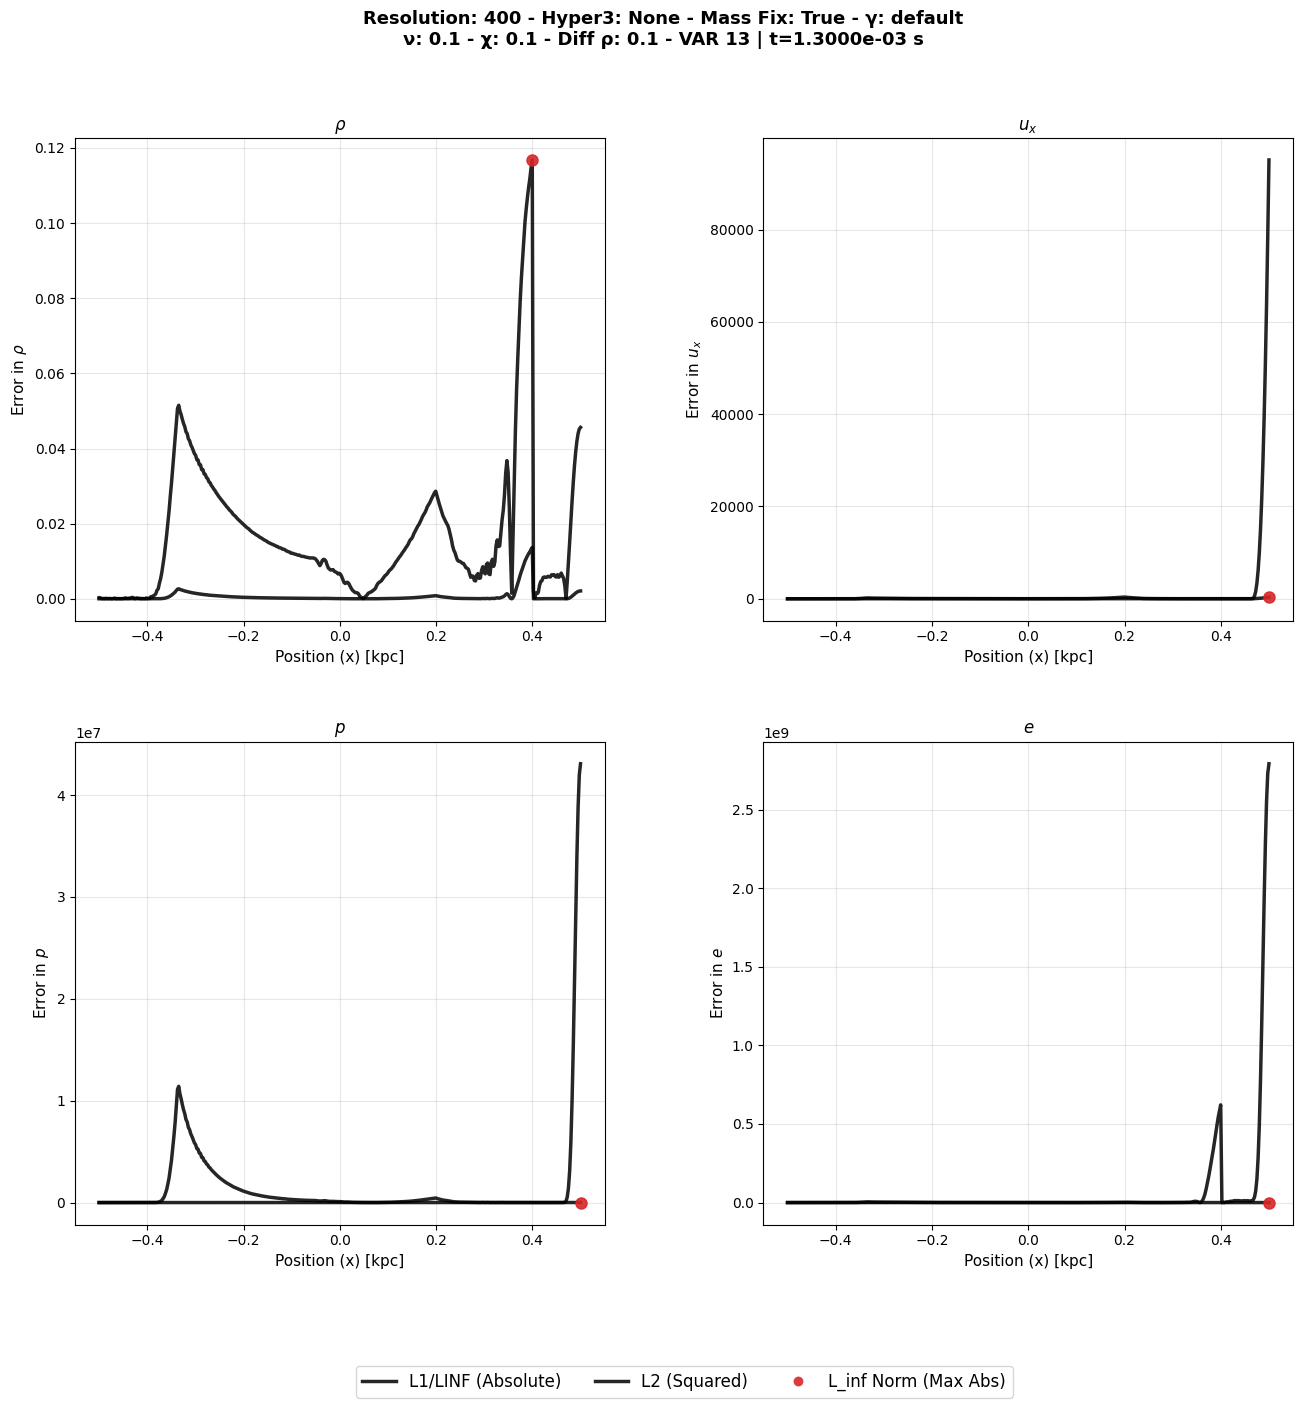 Resolution: 400 - Hyper3: None - Mass Fix: True - γ: default
ν: 0.1 - χ: 0.1 - Diff ρ: 0.1 - VAR 13 | t=1.3000e-03 s
ρ
0.12
0.10
0.08
0.06
0.04
0.02
0.00
Error in ρ
−0.4 −0.2 0.0 0.2 0.4
Position (x) [kpc]
u_x
80000
60000
40000
20000
0
Error in u_x
−0.4 −0.2 0.0 0.2 0.4
Position (x) [kpc]
p
1e7
4
3
2
1
0
Error in p
−0.4 −0.2 0.0 0.2 0.4
Position (x) [kpc]
e
1e9
2.5
2.0
1.5
1.0
0.5
0.0
Error in e
−0.4 −0.2 0.0 0.2 0.4
Position (x) [kpc]
L1/LINF (Absolute) L2 (Squared) L_inf Norm (Max Abs)